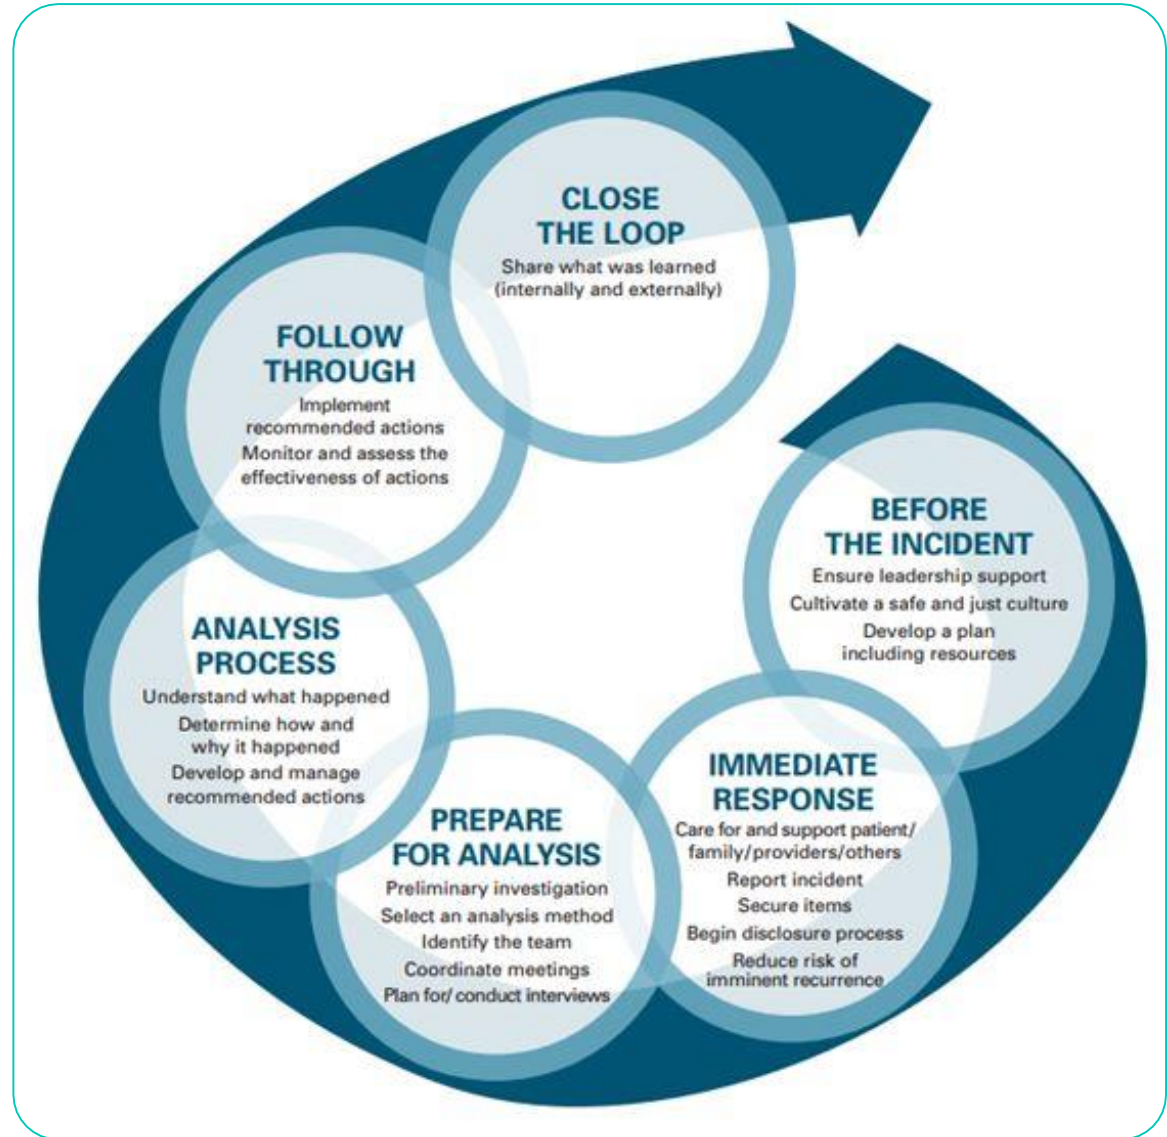 CLOSE
THE LOOP
Share what was learned
(internally and externally)
FOLLOW
THROUGH
Implement
recommended actions
Monitor and assess the
effectiveness of actions
BEFORE
THE INCIDENT
Ensure leadership support
Cultivate a safe and just culture
Develop a plan
including resources
ANALYSIS
PROCESS
Understand what happened
Determine how and
why it happened
Develop and manage
recommended actions
IMMEDIATE
RESPONSE
Care for and support patient/
family/providers/others
Report incident
Secure items
Begin disclosure process
Reduce risk of
imminent recurrence
PREPARE
FOR ANALYSIS
Preliminary investigation
Select an analysis method
Identify the team
Coordinate meetings
Plan for/ conduct interviews